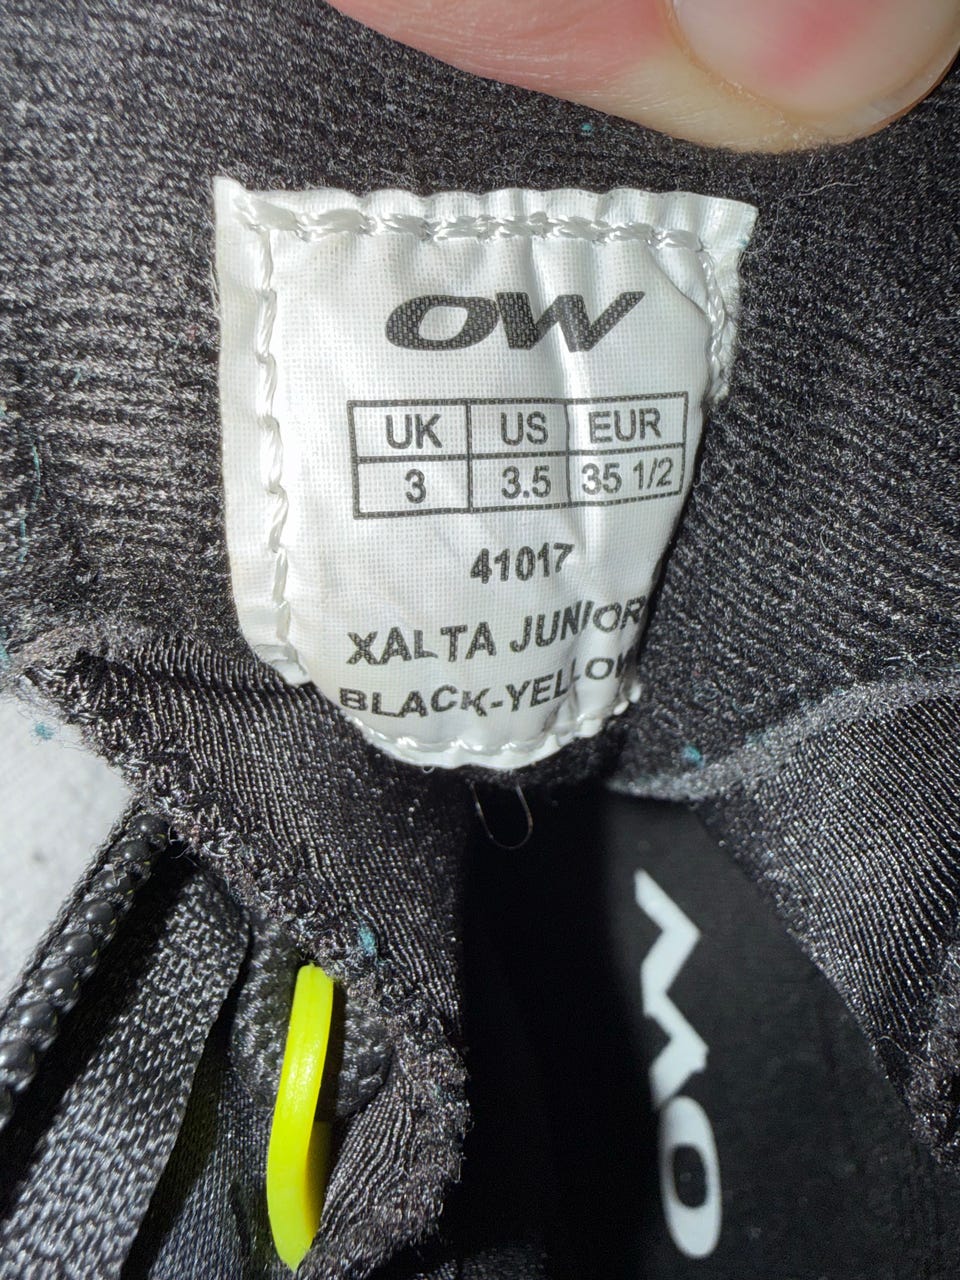 OW
UK US EUR
3 3.5 35 1/2
41017
XALTA JUNIOR
BLACK-YELLOW
OW